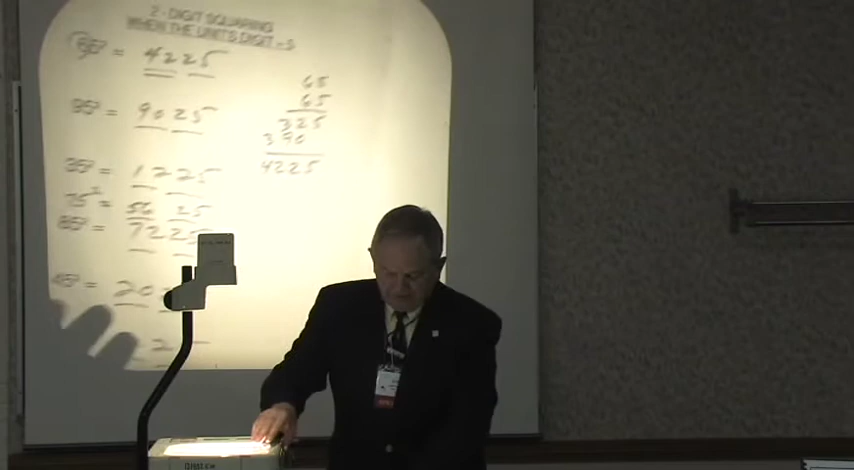 2-DIGIT SQUARING
WHEN THE UNITS DIGIT = 5
65² = 4225
95² = 9025
35² = 1225
75² = 56 25
85² = 7225
45² = 20
65
65
325
390
4225